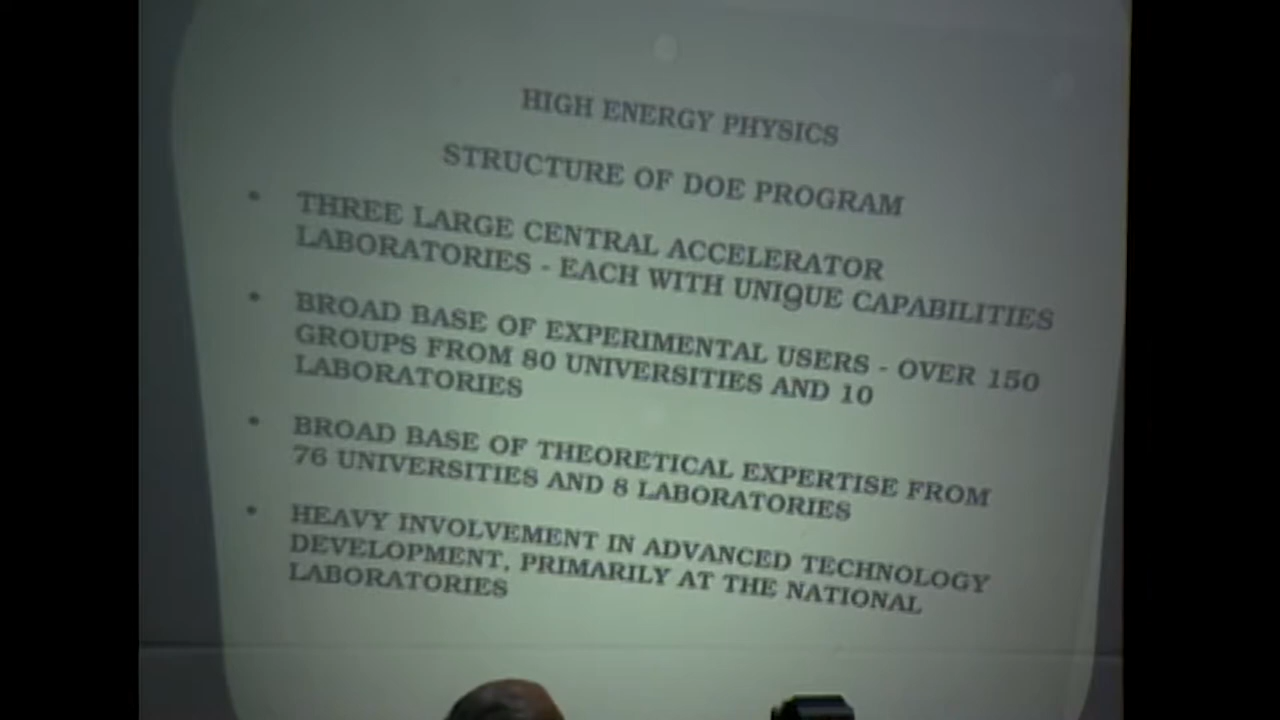 HIGH ENERGY PHYSICS
STRUCTURE OF DOE PROGRAM
• THREE LARGE CENTRAL ACCELERATOR
LABORATORIES - EACH WITH UNIQUE CAPABILITIES
• BROAD BASE OF EXPERIMENTAL USERS - OVER 150
GROUPS FROM 80 UNIVERSITIES AND 10
LABORATORIES
• BROAD BASE OF THEORETICAL EXPERTISE FROM
76 UNIVERSITIES AND 8 LABORATORIES
• HEAVY INVOLVEMENT IN ADVANCED TECHNOLOGY
DEVELOPMENT, PRIMARILY AT THE NATIONAL
LABORATORIES